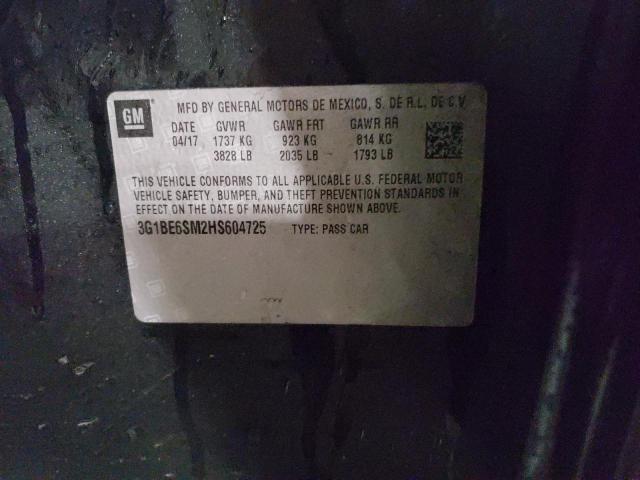 GM
MFD BY GENERAL MOTORS DE MEXICO, S. DE R.L. DE C.V.
DATE GVWR GAWR FRT GAWR RR
04/17 1737 KG 923 KG 814 KG
3828 LB 2035 LB 1793 LB
THIS VEHICLE CONFORMS TO ALL APPLICABLE U.S. FEDERAL MOTOR
VEHICLE SAFETY, BUMPER, AND THEFT PREVENTION STANDARDS IN
EFFECT ON THE DATE OF MANUFACTURE SHOWN ABOVE.
3G1BE6SM2HS604725 TYPE: PASS CAR